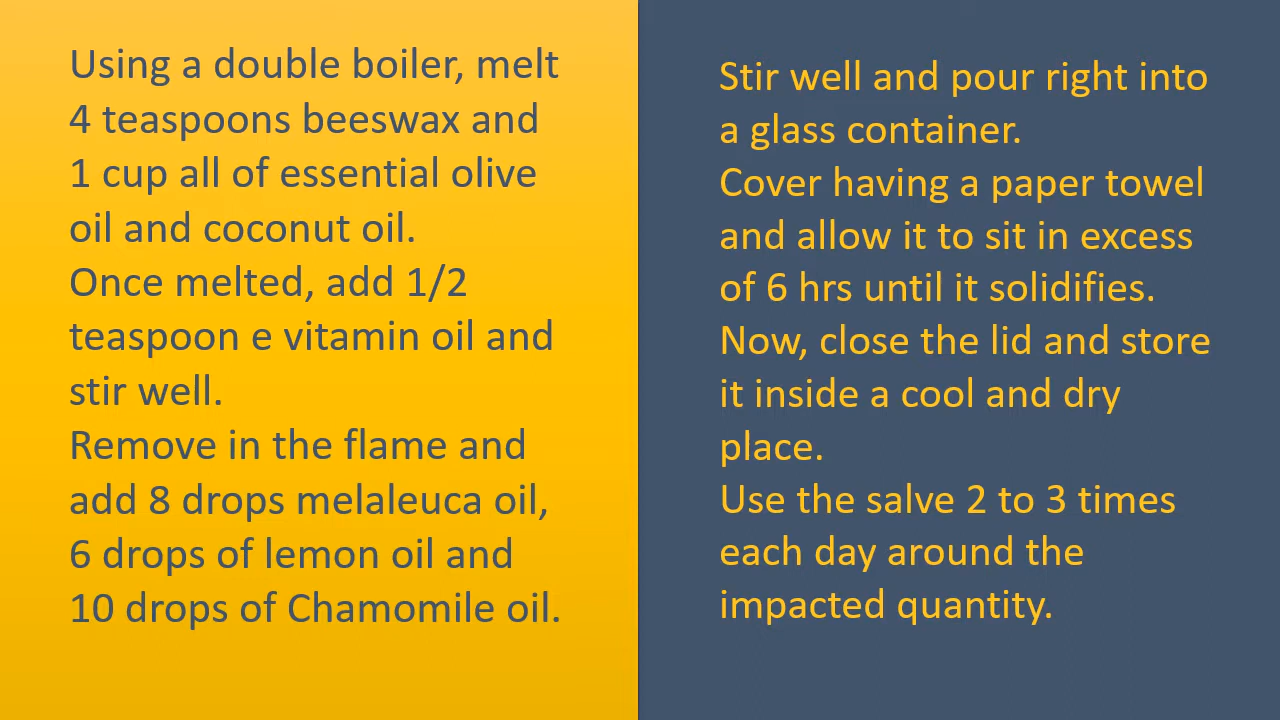 Using a double boiler, melt
4 teaspoons beeswax and
1 cup all of essential olive
oil and coconut oil.
Once melted, add 1/2
teaspoon e vitamin oil and
stir well.
Remove in the flame and
add 8 drops melaleuca oil,
6 drops of lemon oil and
10 drops of Chamomile oil.
Stir well and pour right into
a glass container.
Cover having a paper towel
and allow it to sit in excess
of 6 hrs until it solidifies.
Now, close the lid and store
it inside a cool and dry
place.
Use the salve 2 to 3 times
each day around the
impacted quantity.